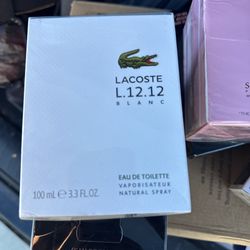 LACOSTE
L.12.12
BLANC
EAU DE TOILETTE
100 mL ℮ 3.3 FL.OZ
VAPORISATEUR
NATURAL SPRAY